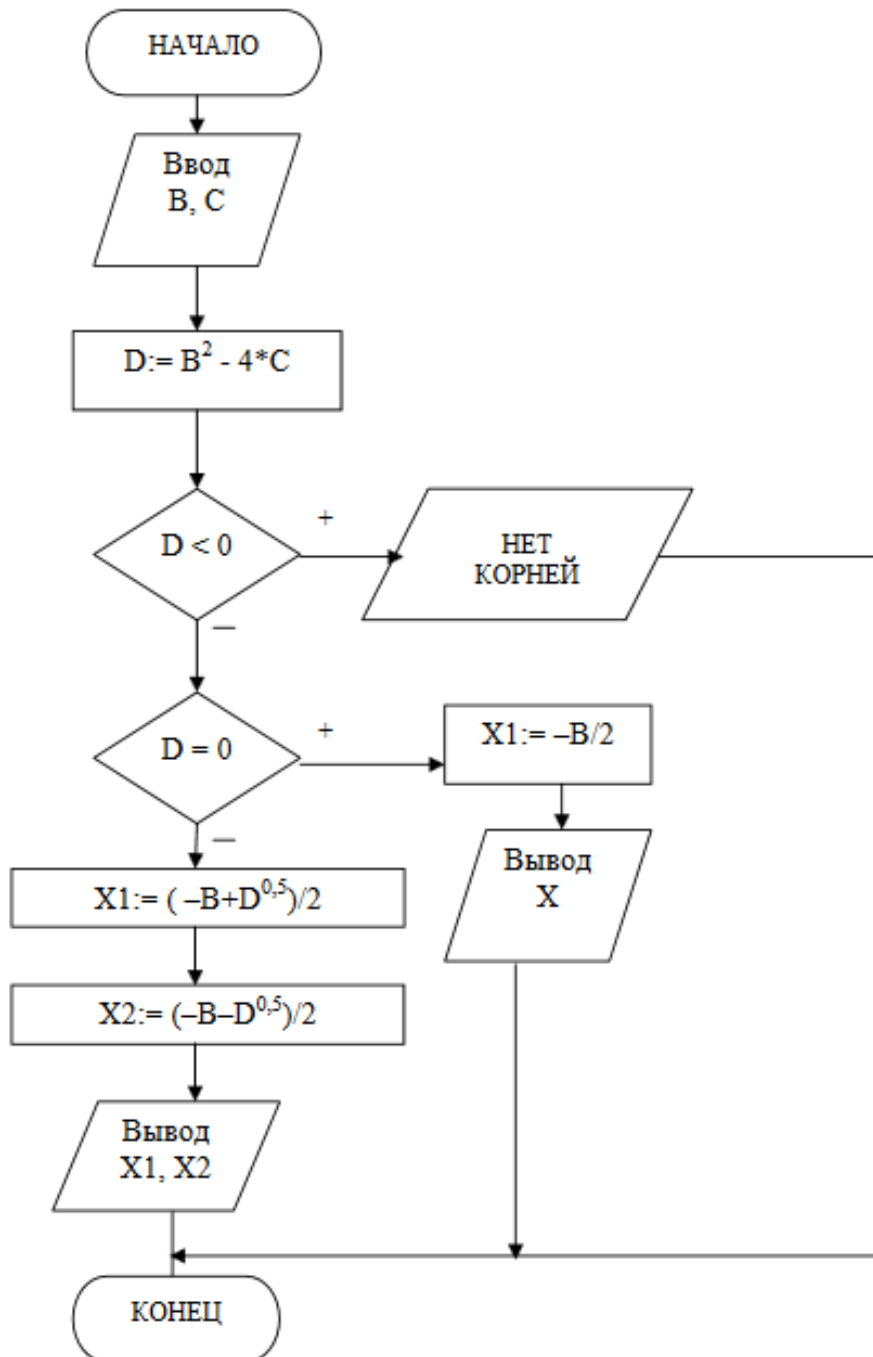 НАЧАЛО
Ввод
B, C
D:= B² - 4*C
D < 0
+
НЕТ
КОРНЕЙ
—
D = 0
+
X1:= –B/2
—
Вывод
X
X1:= ( –B+D⁰,⁵)/2
X2:= (–B–D⁰,⁵)/2
Вывод
X1, X2
КОНЕЦ